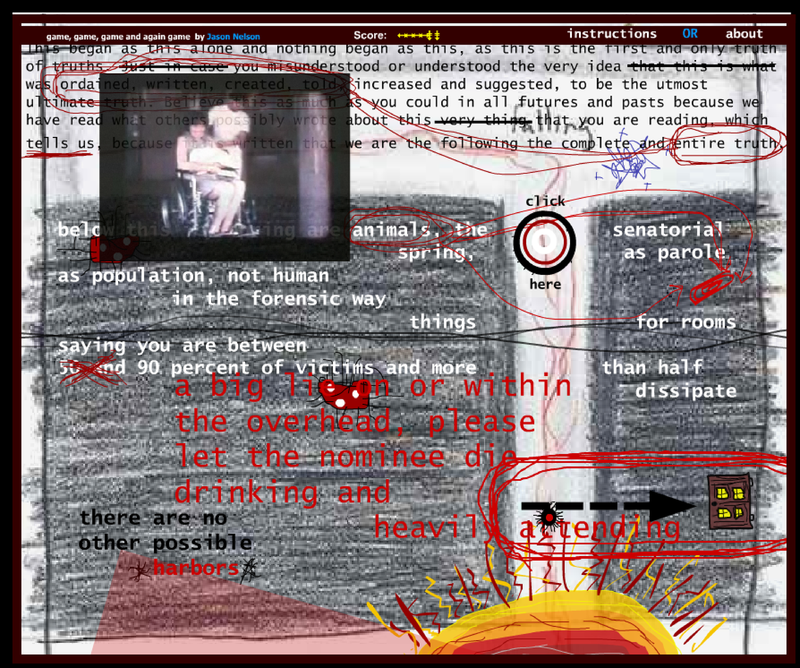 game, game, game and again game by Jason Nelson
Score:
instructions OR about
This began as this alone and nothing began as this, as this is the first and only truth
of truths. Just in case you misunderstood or understood the very idea that this is what
was ordained, written, created, told, increased and suggested, to be the utmost
ultimate truth. Believe this as much as you could in all futures and pasts because we
have read what others possibly wrote about this very thing that you are reading, which
falling
tells us, because written that we are the following the complete and entire truth
click
here
below this are animals, the senatorial
spring, as parole
as population, not human
in the forensic way
things for rooms
saying you are between
50 and 90 percent of victims and more than half
dissipate
a big lie on or within
the overhead, please
let the nominee die
drinking and
heavily attending
there are no
other possible
harbors